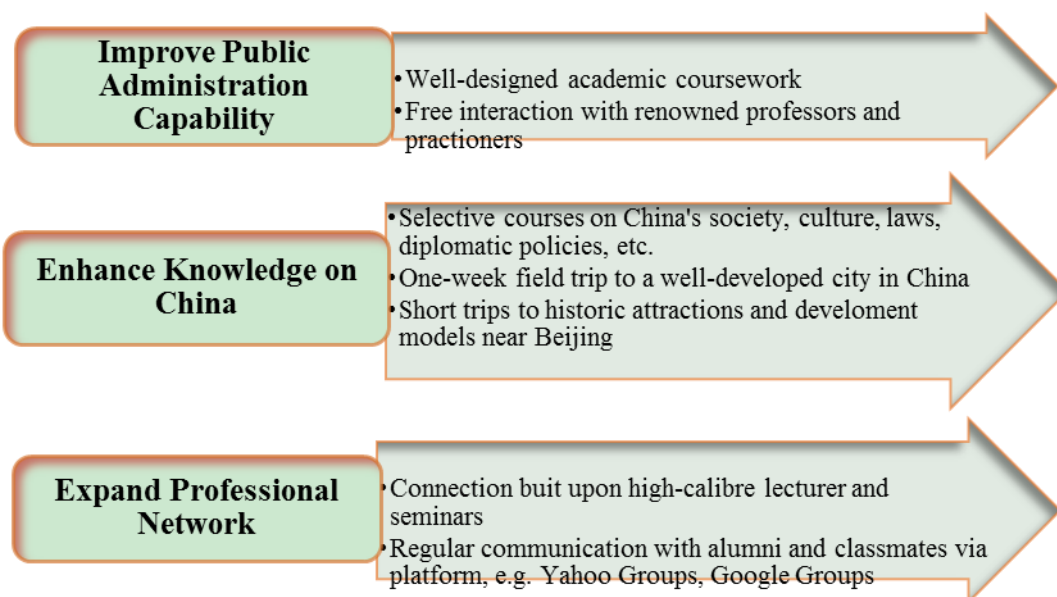 Improve Public
Administration
Capability
•Well-designed academic coursework
•Free interaction with renowned professors and
practioners
Enhance Knowledge on
China
•Selective courses on China's society, culture, laws,
diplomatic policies, etc.
•One-week field trip to a well-developed city in China
•Short trips to historic attractions and develoment
models near Beijing
Expand Professional
Network
•Connection buit upon high-calibre lecturer and
seminars
•Regular communication with alumni and classmates via
platform, e.g. Yahoo Groups, Google Groups